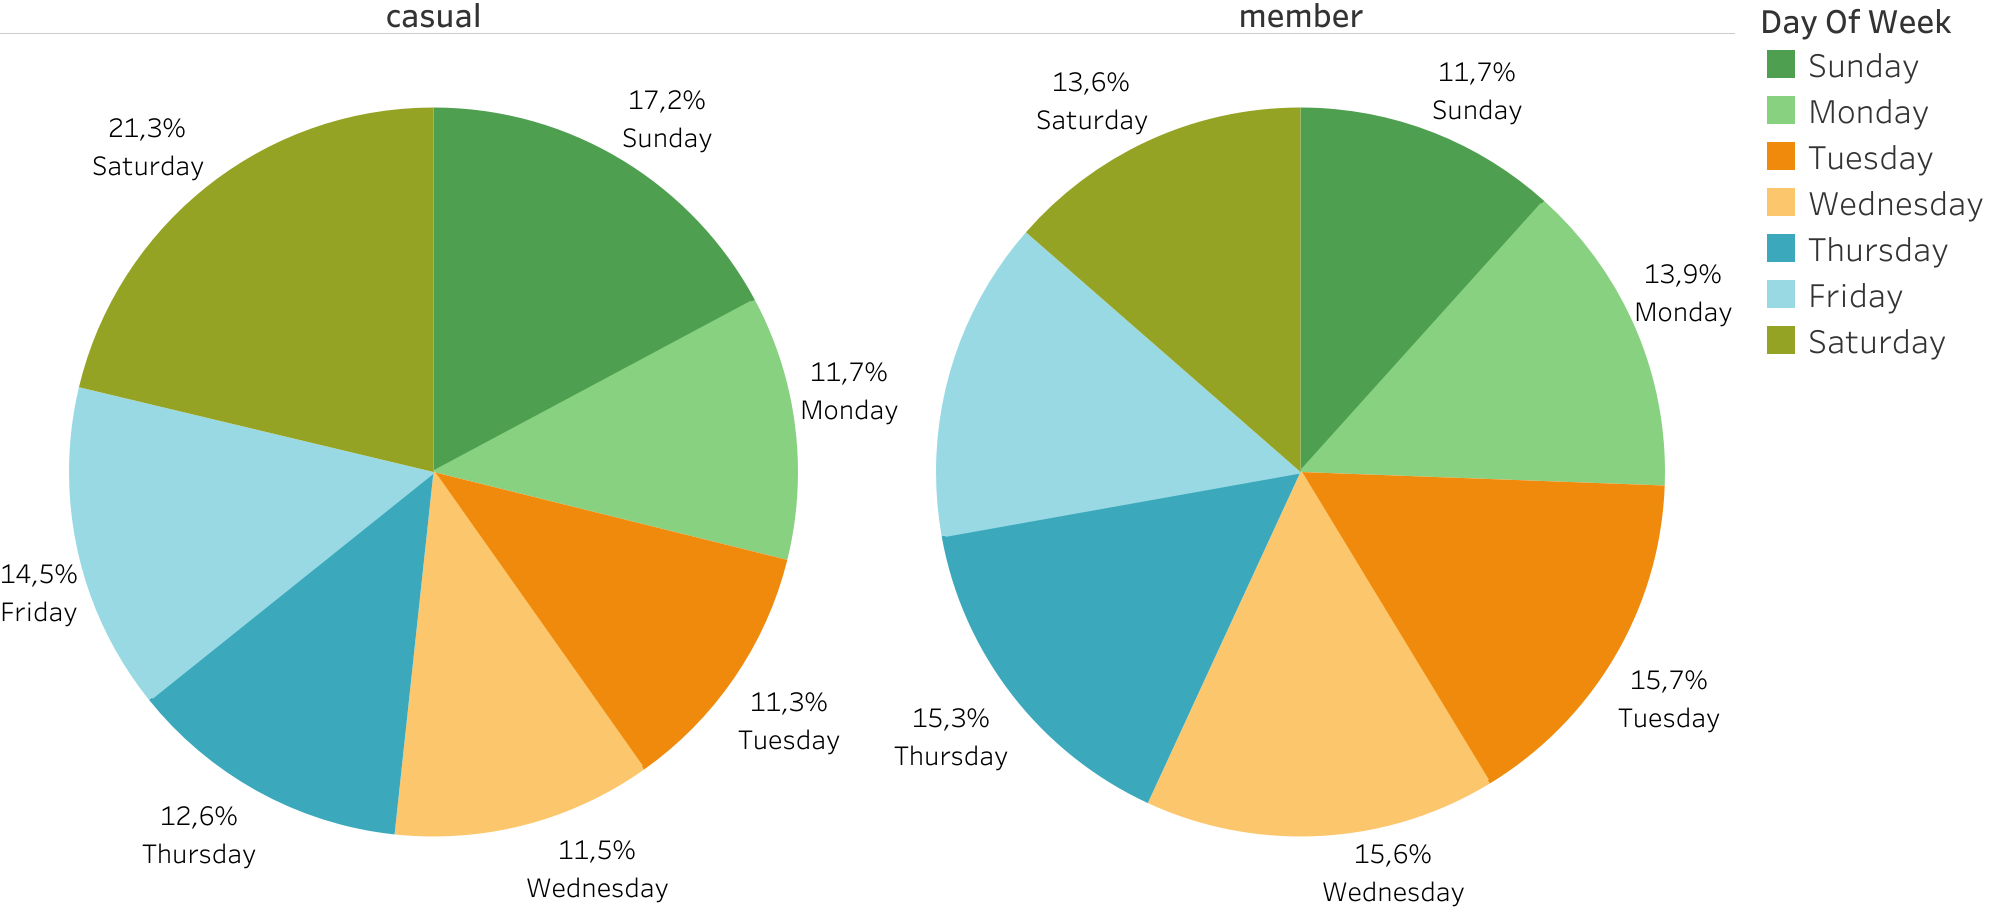 casual
17,2%
Sunday
21,3%
Saturday
11,7%
Monday
14,5%
Friday
11,3%
Tuesday
12,6%
Thursday
11,5%
Wednesday
member
11,7%
Sunday
13,6%
Saturday
13,9%
Monday
15,7%
Tuesday
15,3%
Thursday
15,6%
Wednesday
Day Of Week
Sunday
Monday
Tuesday
Wednesday
Thursday
Friday
Saturday